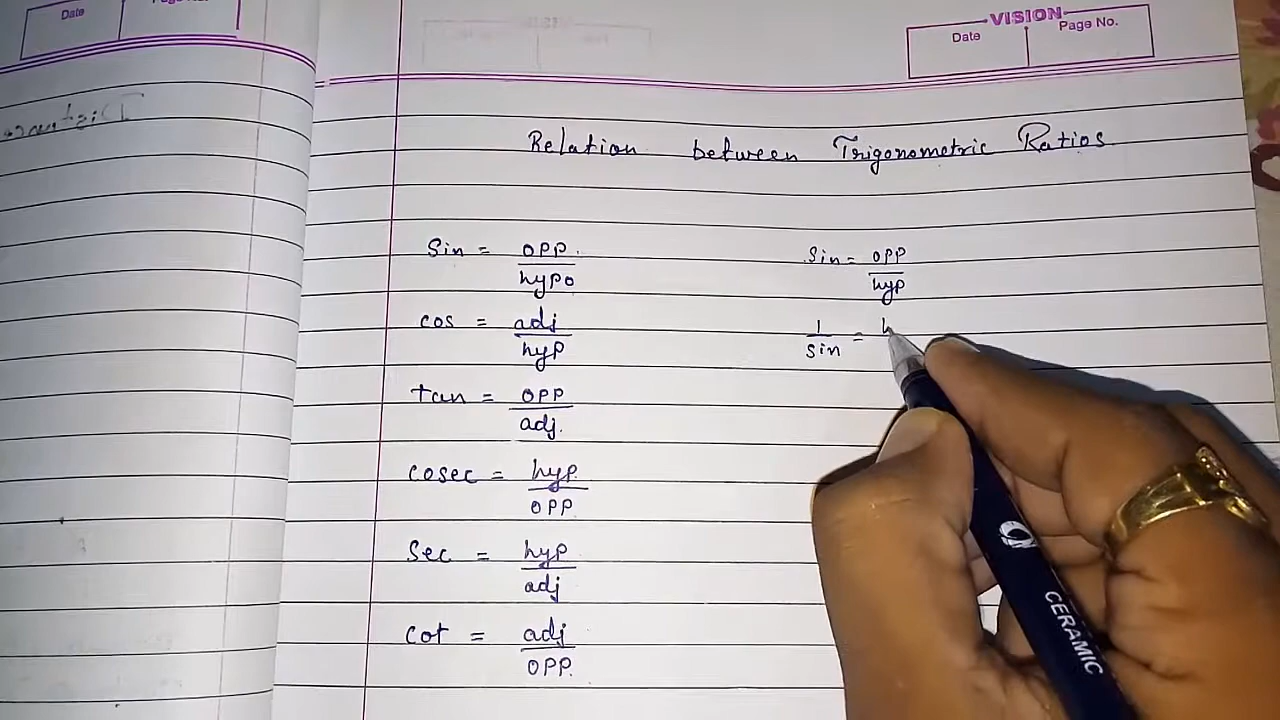 Date
VISION
Date Page No.
Relation between Trigonometric Ratios
Sin = opp. / hypo
cos = adj / hyp
tan = opp / adj.
cosec = hyp. / opp
Sec = hyp / adj
cot = adj / opp.
Sin = opp / hyp
1 / sin = h
CERAMIC